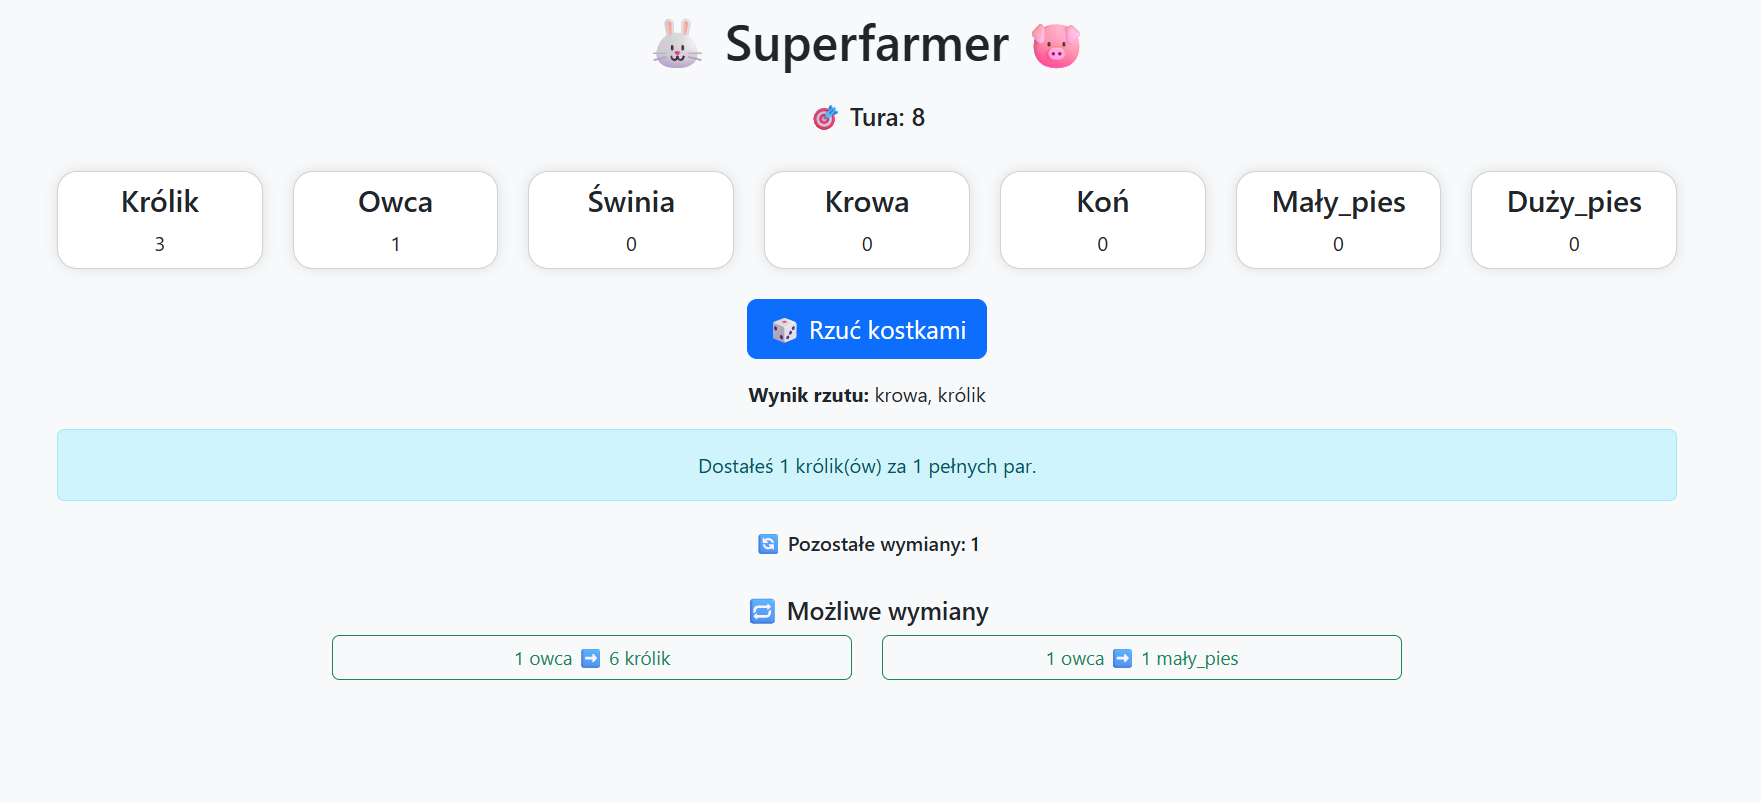 Superfarmer
Tura: 8
Królik Owca Świnia Krowa Koń Mały_pies Duży_pies
3 1 0 0 0 0 0
Rzuć kostkami
Wynik rzutu: krowa, królik
Dostałeś 1 królik(ów) za 1 pełnych par.
Pozostałe wymiany: 1
Możliwe wymiany
1 owca ➡️ 6 królik 1 owca ➡️ 1 mały_pies